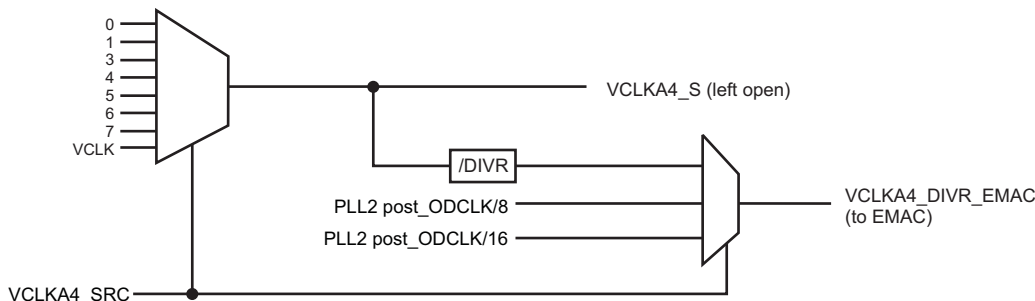 0
1
3
4
5
6
7
VCLK
VCLKA4_S (left open)
/DIVR
PLL2 post_ODCLK/8
PLL2 post_ODCLK/16
VCLKA4_DIVR_EMAC
(to EMAC)
VCLKA4_SRC